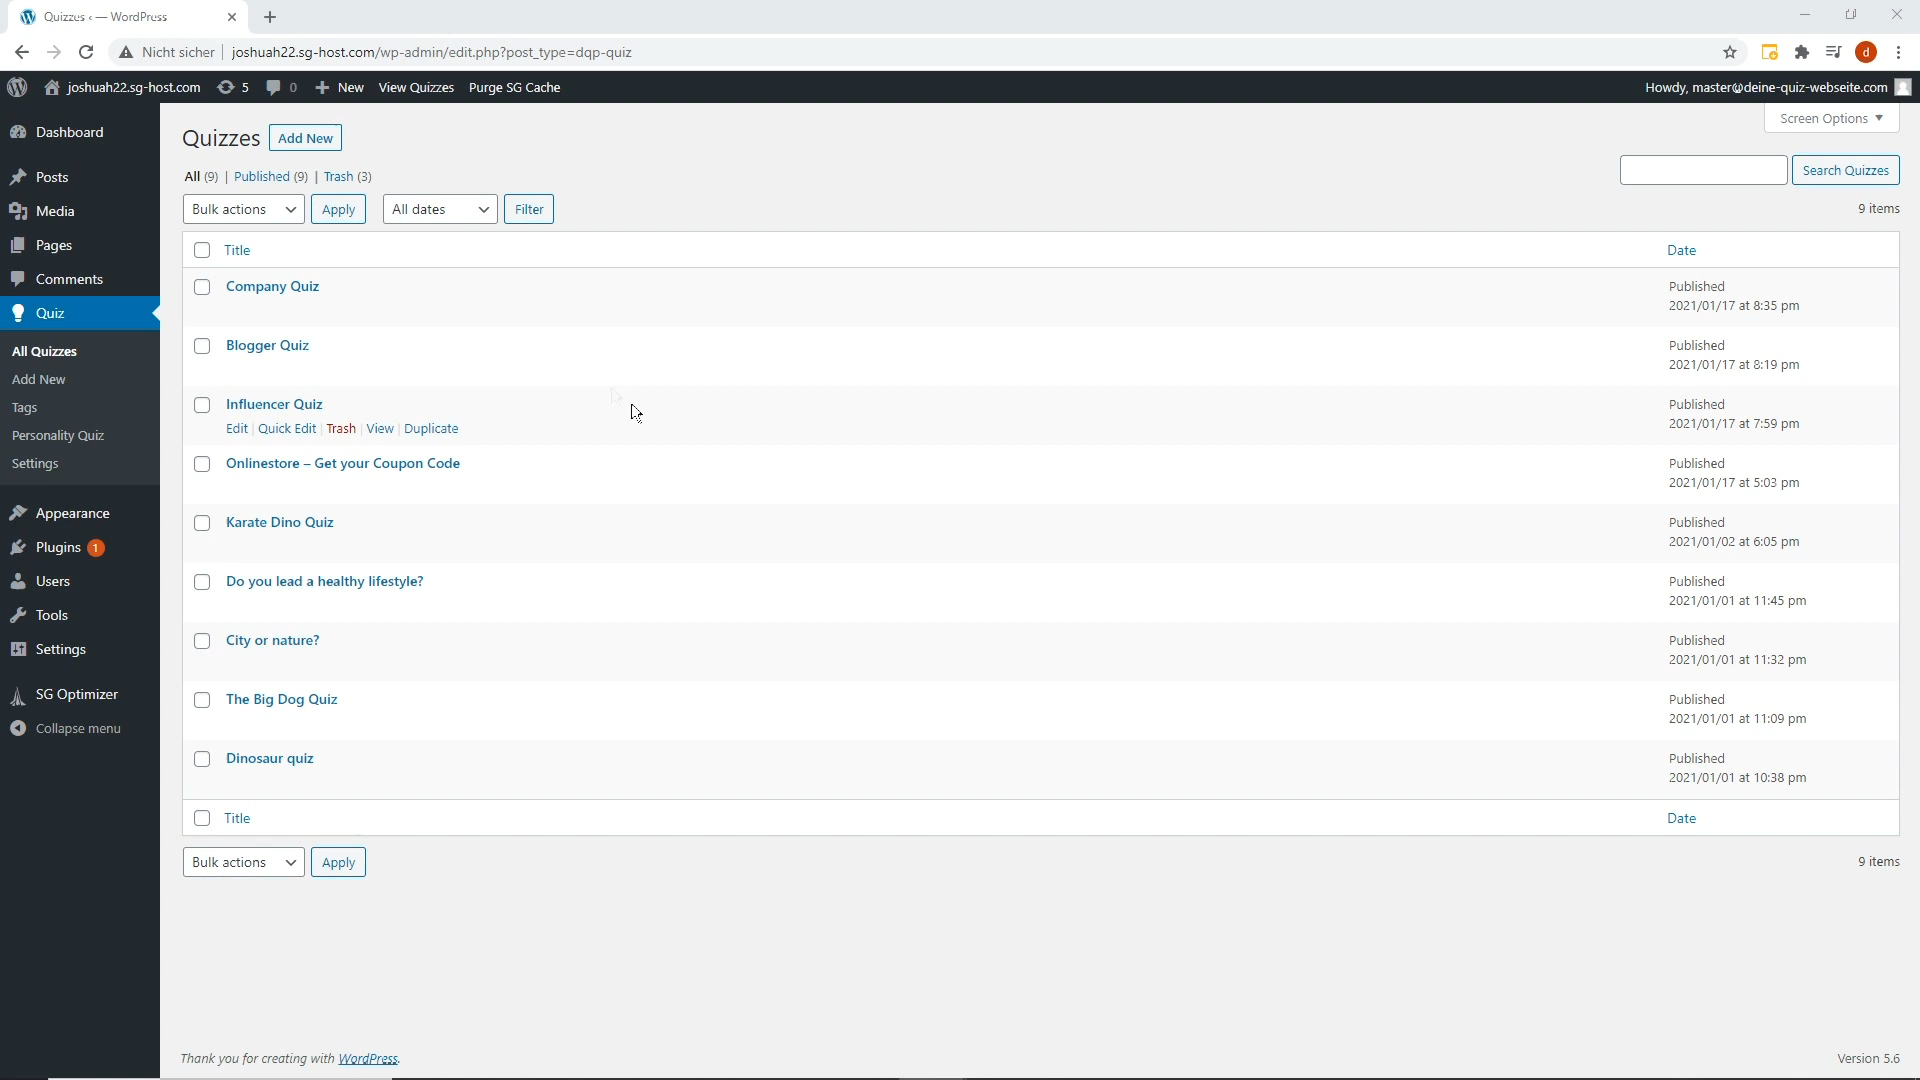 Quizzes ‹ — WordPress
Nicht sicher | joshuah22.sg-host.com/wp-admin/edit.php?post_type=dqp-quiz
d
joshuah22.sg-host.com 5 0 New View Quizzes Purge SG Cache Howdy, master@deine-quiz-webseite.com
Dashboard
Posts
Media
Pages
Comments
Quiz
All Quizzes
Add New
Tags
Personality Quiz
Settings
Appearance
Plugins 1
Users
Tools
Settings
SG Optimizer
Collapse menu
Screen Options
Quizzes Add New
All (9) | Published (9) | Trash (3)
Search Quizzes
Bulk actions Apply All dates Filter 9 items
Title Date
Company Quiz Published
2021/01/17 at 8:35 pm
Blogger Quiz Published
2021/01/17 at 8:19 pm
Influencer Quiz Published
Edit | Quick Edit | Trash | View | Duplicate 2021/01/17 at 7:59 pm
Onlinestore – Get your Coupon Code Published
2021/01/17 at 5:03 pm
Karate Dino Quiz Published
2021/01/02 at 6:05 pm
Do you lead a healthy lifestyle? Published
2021/01/01 at 11:45 pm
City or nature? Published
2021/01/01 at 11:32 pm
The Big Dog Quiz Published
2021/01/01 at 11:09 pm
Dinosaur quiz Published
2021/01/01 at 10:38 pm
Title Date
Bulk actions Apply 9 items
Thank you for creating with WordPress. Version 5.6